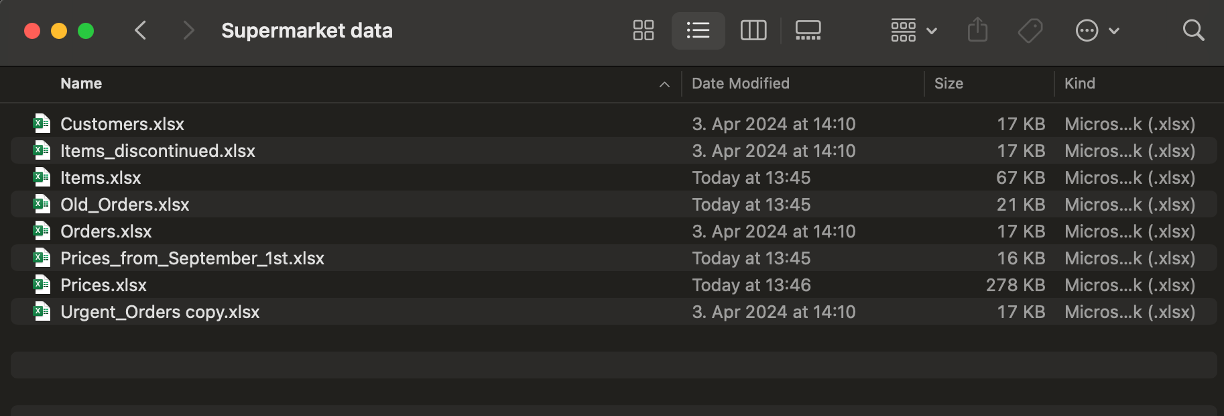 Supermarket data
Name Date Modified Size Kind
Customers.xlsx 3. Apr 2024 at 14:10 17 KB Micros...k (.xlsx)
Items_discontinued.xlsx 3. Apr 2024 at 14:10 17 KB Micros...k (.xlsx)
Items.xlsx Today at 13:45 67 KB Micros...k (.xlsx)
Old_Orders.xlsx Today at 13:45 21 KB Micros...k (.xlsx)
Orders.xlsx 3. Apr 2024 at 14:10 17 KB Micros...k (.xlsx)
Prices_from_September_1st.xlsx Today at 13:45 16 KB Micros...k (.xlsx)
Prices.xlsx Today at 13:46 278 KB Micros...k (.xlsx)
Urgent_Orders copy.xlsx 3. Apr 2024 at 14:10 17 KB Micros...k (.xlsx)